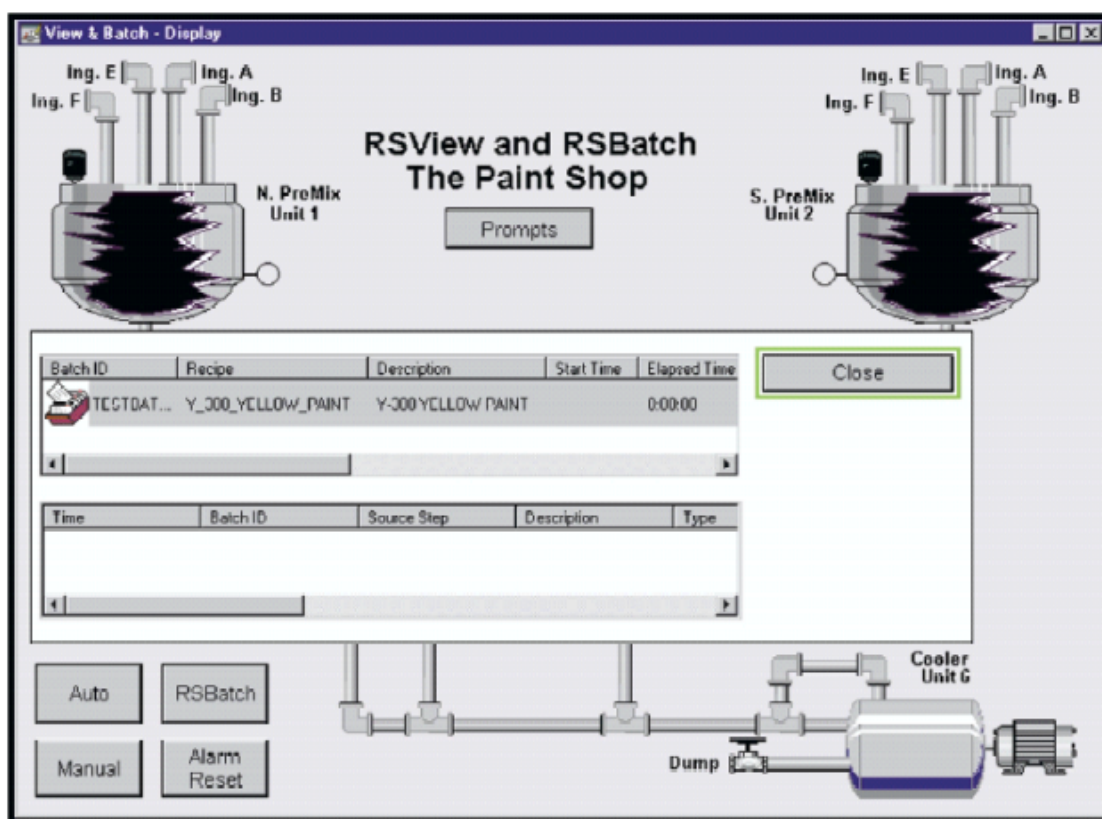 View & Batch - Display
Ing. E
Ing. A
Ing. F
Ing. B
Ing. E
Ing. A
Ing. F
Ing. B
RSView and RSBatch
The Paint Shop
N. PreMix
Unit 1
S. PreMix
Unit 2
Prompts
Batch ID Recipe Description Start Time Elapsed Time
TESTBAT... Y_300_YELLOW_PAINT Y-300 YELLOW PAINT 0:00:00
Close
Time Batch ID Source Step Description Type
Auto
RSBatch
Manual
Alarm
Reset
Cooler
Unit G
Dump